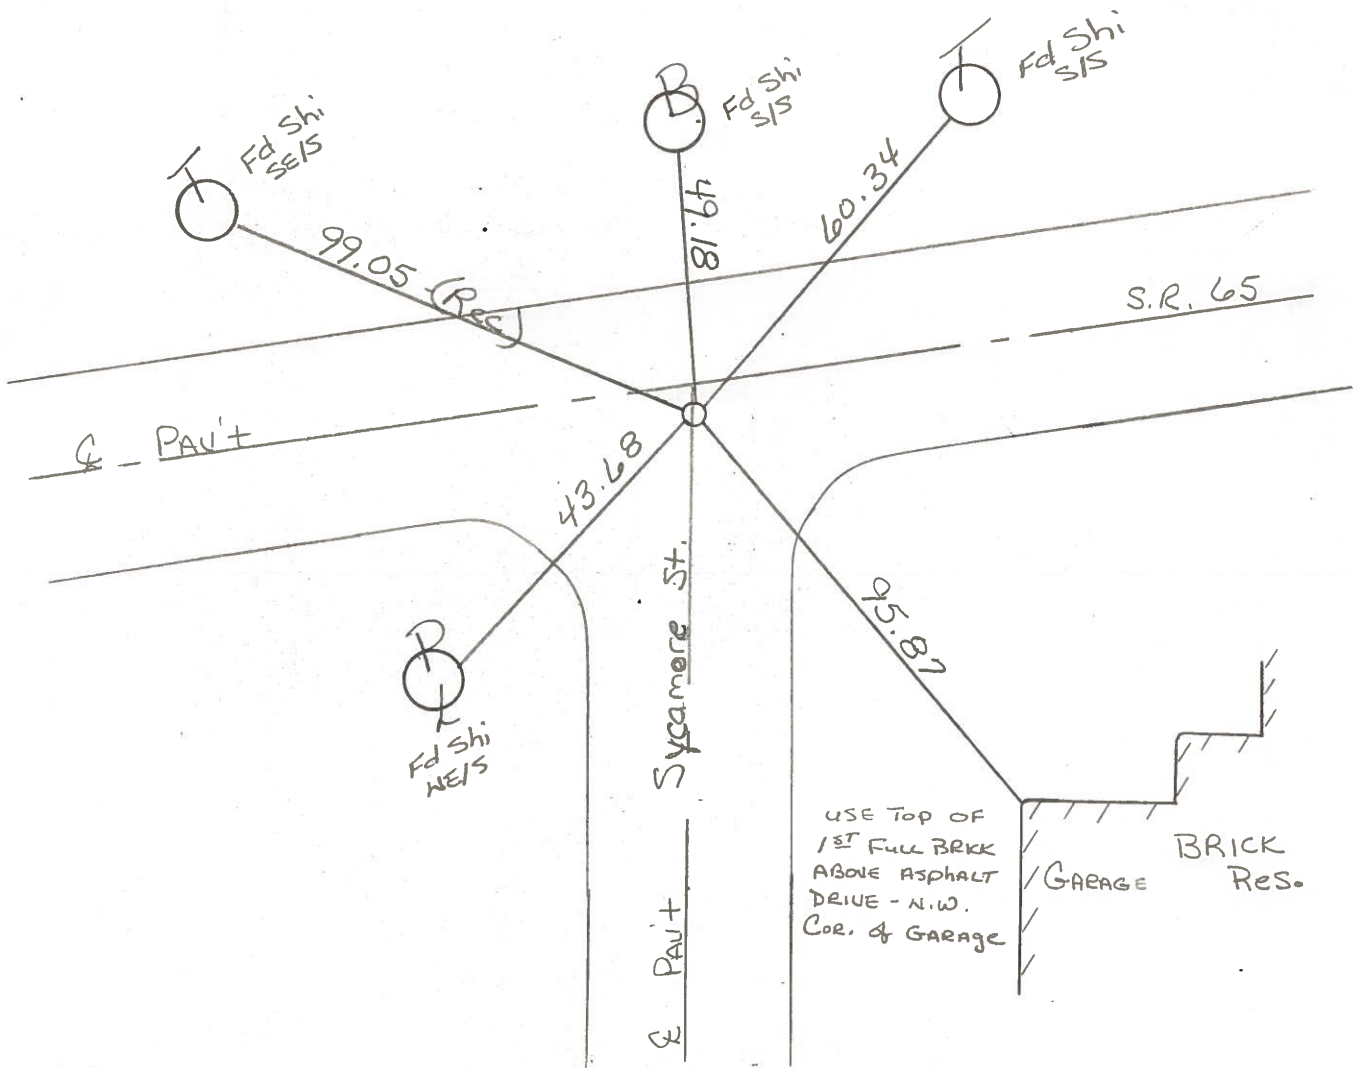 T
Fd Shi
SE/S
B
Fd Shi
S/S
T
Fd Shi
S/S
99.05 (Rec)
49.18
60.34
S.R. 65
℄ PAV't
43.68
95.87
Fd Shi
WE/S
Sycamore St.
℄ PAV't
USE TOP OF
1ST FULL BRKK
ABOVE ASPHALT
DRIVE - N.W.
COR. of GARAGE
GARAGE
BRICK
RES.